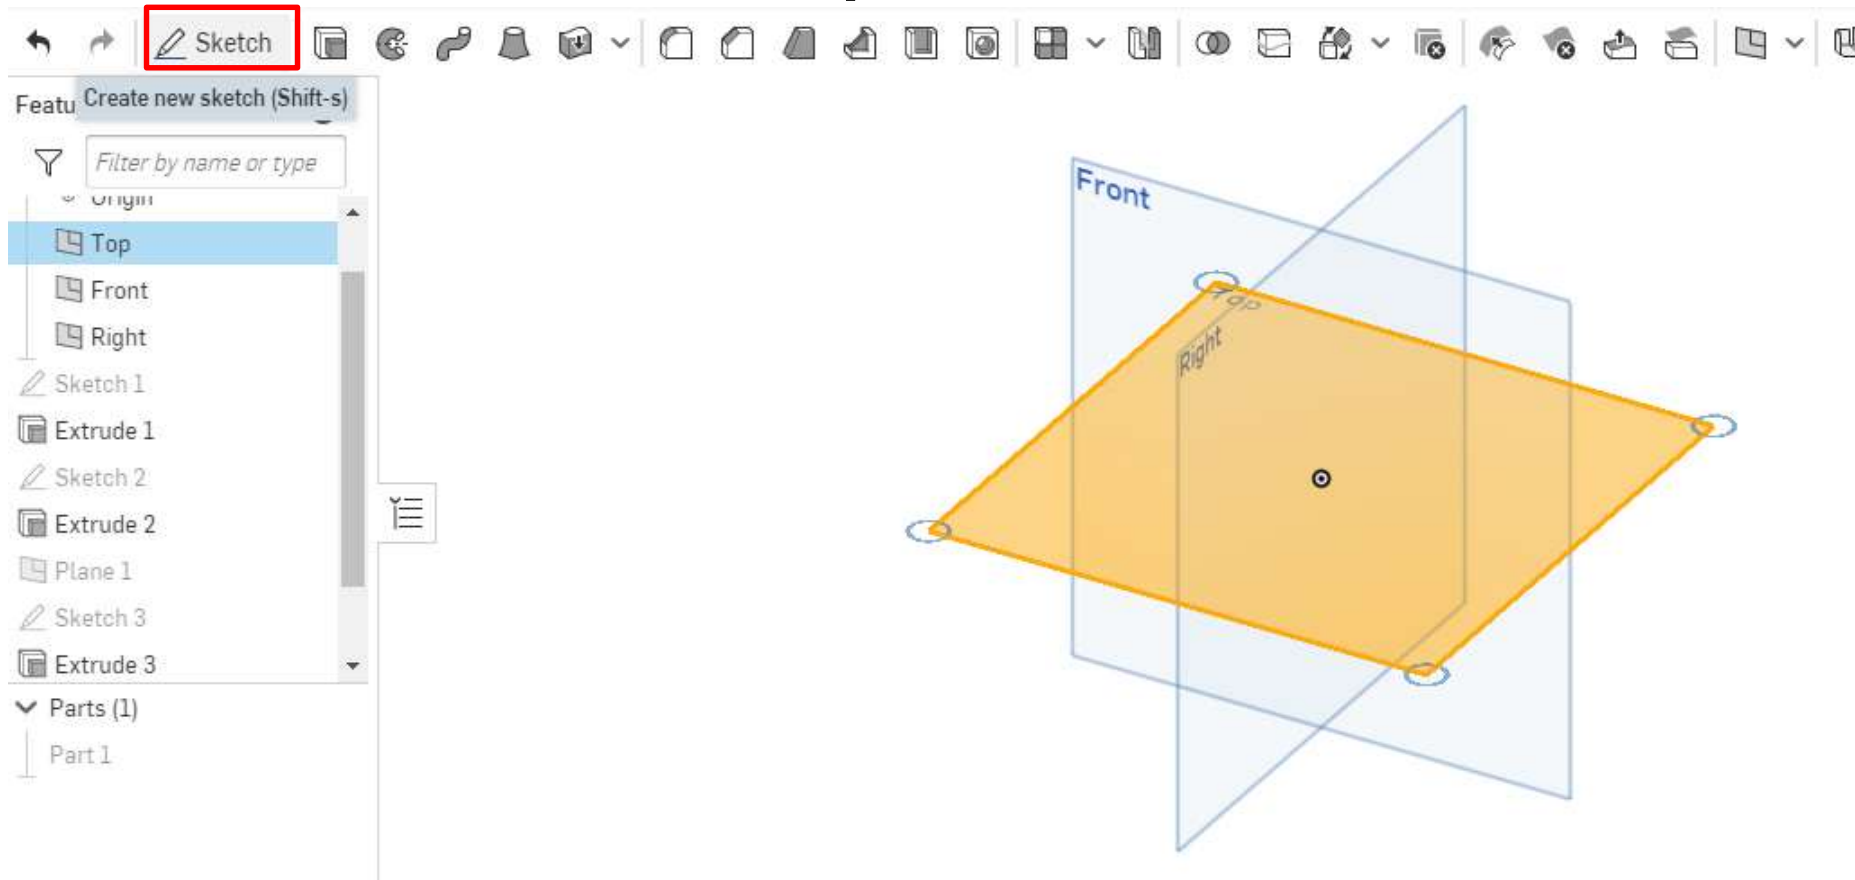 Sketch
Create new sketch (Shift-s)
Featu
Filter by name or type
Origin
Top
Front
Right
Sketch 1
Extrude 1
Sketch 2
Extrude 2
Plane 1
Sketch 3
Extrude 3
Parts (1)
Part 1
Front
Top
Right